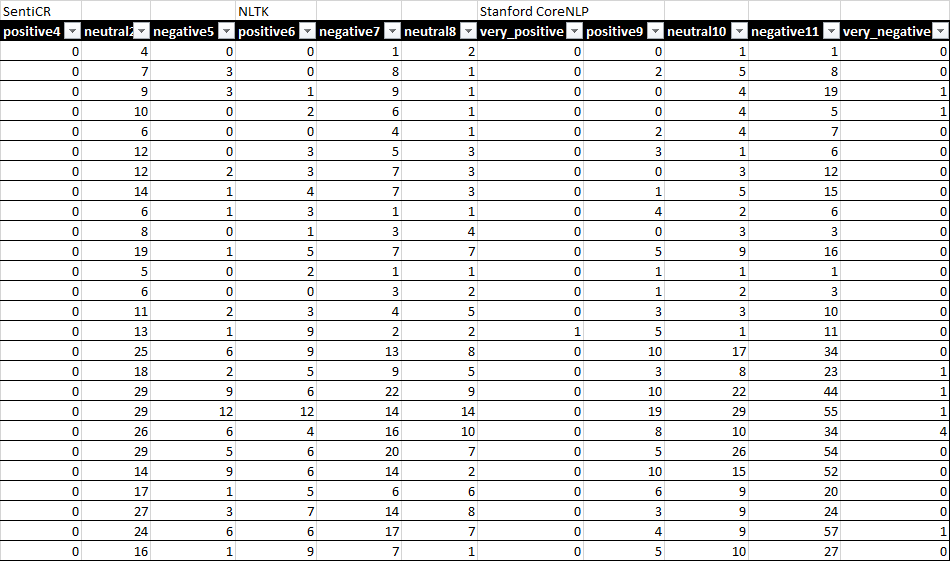 SentiCR NLTK Stanford CoreNLP
positive4 neutral2 negative5 positive6 negative7 neutral8 very_positive positive9 neutral10 negative11 very_negative
0 4 0 0 1 2 0 0 1 1 0
0 7 3 0 8 1 0 2 5 8 0
0 9 3 1 9 1 0 0 4 19 1
0 10 0 2 6 1 0 0 4 5 1
0 6 0 0 4 1 0 2 4 7 0
0 12 0 3 5 3 0 3 1 6 0
0 12 2 3 7 3 0 0 3 12 0
0 14 1 4 7 3 0 1 5 15 0
0 6 1 3 1 1 0 4 2 6 0
0 8 0 1 3 4 0 0 3 3 0
0 19 1 5 7 7 0 5 9 16 0
0 5 0 2 1 1 0 1 1 1 0
0 6 0 0 3 2 0 1 2 3 0
0 11 2 3 4 5 0 3 3 10 0
0 13 1 9 2 2 1 5 1 11 0
0 25 6 9 13 8 0 10 17 34 0
0 18 2 5 9 5 0 3 8 23 1
0 29 9 6 22 9 0 10 22 44 1
0 29 12 12 14 14 0 19 29 55 1
0 26 6 4 16 10 0 8 10 34 4
0 29 5 6 20 7 0 5 26 54 0
0 14 9 6 14 2 0 10 15 52 0
0 17 1 5 6 6 0 6 9 20 0
0 27 3 7 14 8 0 3 9 24 0
0 24 6 6 17 7 0 4 9 57 1
0 16 1 9 7 1 0 5 10 27 0